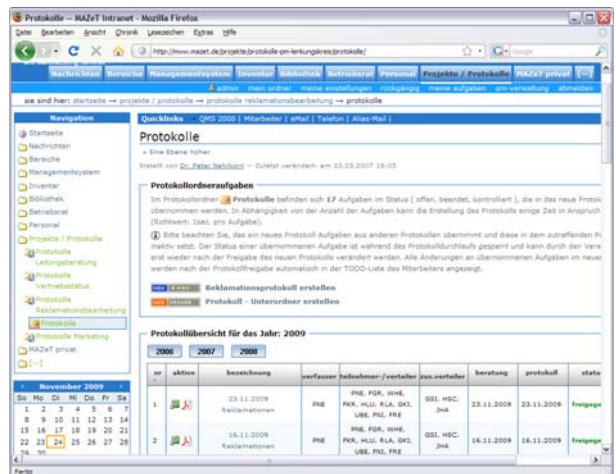 Protokolle — MAZeT Intranet - Mozilla Firefox
Datei Bearbeiten Ansicht Chronik Lesezeichen Extras Hilfe
http://www.mazet.de/projekte/protokolle-pm-lenkungskreis/protokolle/
Nachrichten Bereiche Managementsystem Inventar Bibliothek Betriebsrat Personal Projekte / Protokolle MAZeT privat [...]
admin mein ordner meine einstellungen rückgängig meine aufgaben qm-verwaltung abmelden
sie sind hier: startseite → projekte / protokolle → protokolle reklamationsbearbeitung → protokolle
Navigation
Startseite
Nachrichten
Bereiche
Managementsystem
Inventar
Bibliothek
Betriebsrat
Personal
Projekte / Protokolle
Protokolle
Leitungsberatung
Protokolle
Vertriebsstatus
Protokolle
Reklamationsbearbeitung
Protokolle
Protokolle Marketing
MAZeT privat
[...]
November 2009
So Mo Di Mi Do Fr Sa
1 2 3 4 5 6 7
8 9 10 11 12 13 14
15 16 17 18 19 20 21
22 23 24 25 26 27 28
29 30
Quicklinks QMS 2000 | Mitarbeiter | eMail | Telefon | Alias-Mail |
Protokolle
Eine Ebene höher
Erstellt von Dr. Peter — Zuletzt verändert: am 23.03.2007 18:03
Protokollordneraufgaben
Im Protokollordner Protokolle befinden sich 17 Aufgaben im Status ( offen, beendet, kontrolliert ), die in das neue Protok
übernommen werden. In Abhängigkeit von der Anzahl der Aufgaben kann die Erstellung des Protokolls einige Zeit in Anspruch
(Richtwert: 1sec. pro Aufgabe).
Bitte beachten Sie, das ein neues Protokoll Aufgaben aus anderen Protokollen übernimmt und diese in dem zutreffenden P
inaktiv setzt. Der Status einer übernommenen Aufgabe ist während des Protokolldurchlaufs gesperrt und kann durch den Vera
erst wieder nach der Freigabe des neuen Protokolls verändert werden. Alle Änderungen an übernommenen Aufgaben im neue
werden nach der Protokollfreigabe automatisch in der TODO-Liste des Mitarbeiters angezeigt.
Reklamationsprotokoll erstellen
Protokoll - Unterordner erstellen
Protokollübersicht für das Jahr: 2009
2006 2007 2008
nr aktion bezeichnung verfasser teilnehmer-/verteiler zus.verteiler beratung protokoll statu
1 23.11.2009 Reklamationen PNE PNE, FGR, WHE, PKR, HLU, RLA, GKI, UBE, FNI, FRE GSI, HSC, JHA 23.11.2009 23.11.2009 freigege
2 16.11.2009 Reklamationen PNE PNE, FGR, WHE, PKR, HLU, RLA, GKI, UBE, FNI, FRE GSI, HSC, JHA 16.11.2009 16.11.2009 freigege
Fertig